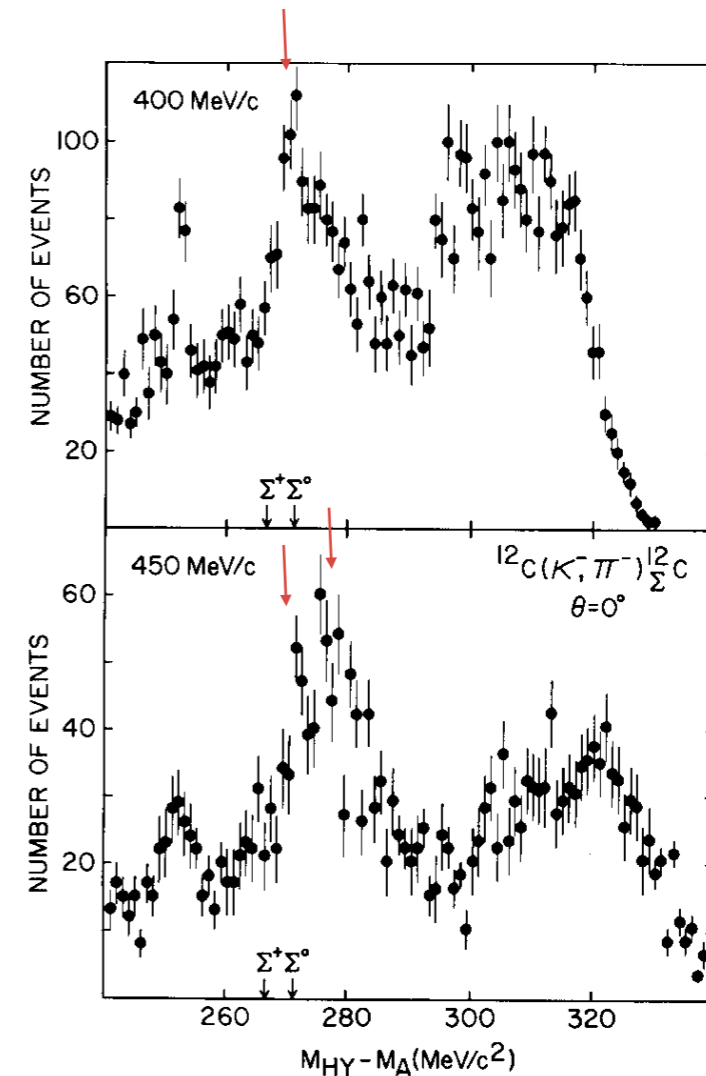 400 MeV/c
100
60
20
NUMBER OF EVENTS
Σ⁺ Σ°
450 MeV/c
¹²C(K⁻, π⁻)¹²_ΣC
θ=0°
60
40
20
NUMBER OF EVENTS
Σ⁺ Σ°
260 280 300 320
M_HY – M_A (MeV/c²)